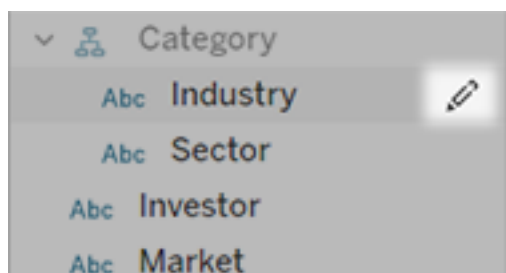 Category
Abc Industry
Abc Sector
Abc Investor
Abc Market